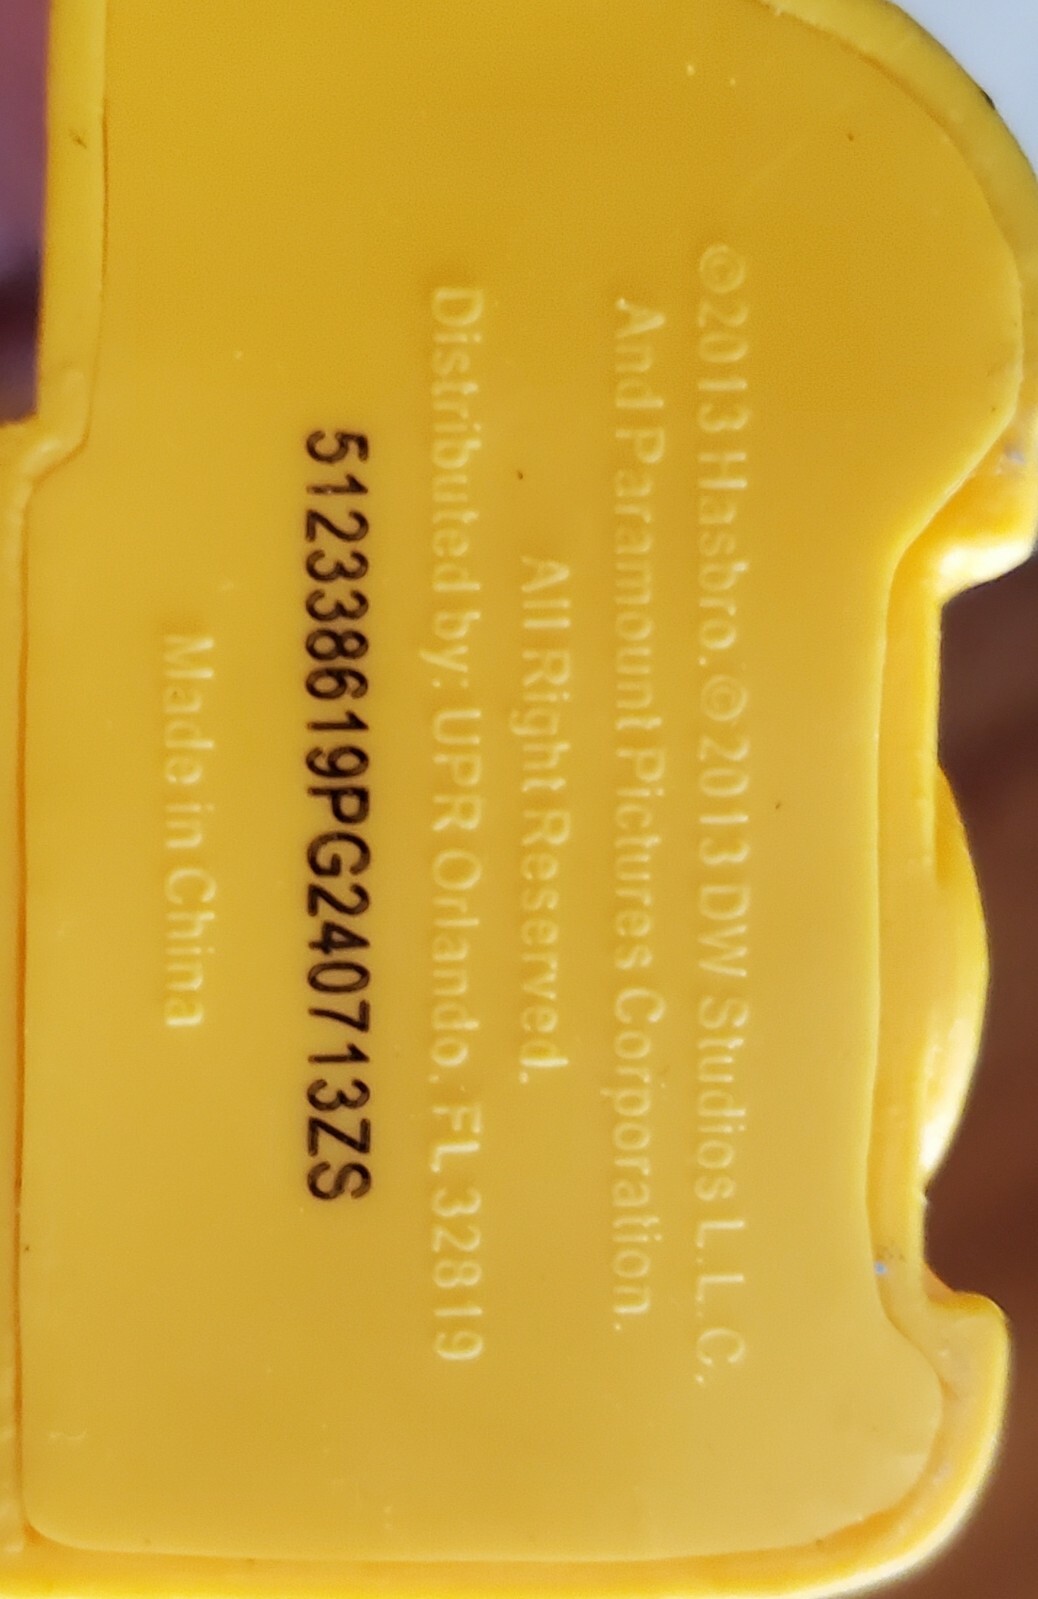 ©2013 Hasbro. ©2013 DW Studios L.L.C.
And Paramount Pictures Corporation.
All Right Reserved.
Distributed by: UPR Orlando. FL 32819
512338619PG240713ZS
Made in China